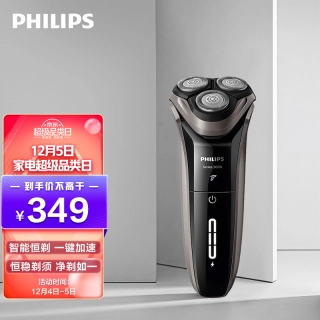 PHILIPS
京东
超级品类日
12月5日
家电超级品类日
到手价不高于
￥349
智能恒剃 一键加速
恒稳剃须 净剃如一
活动时间：
12月4日-5日
PHILIPS